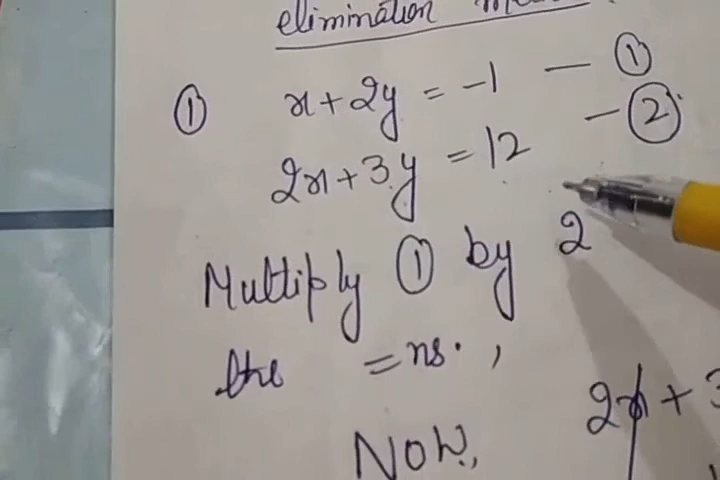 elimination
① x + 2y = -1 — ①
2x + 3y = 12 — ②
Multiply ① by 2
the =ns.,
2x + 3
NOW,